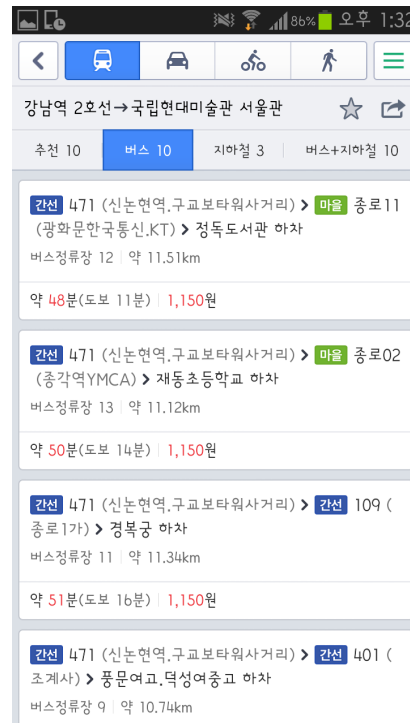 86% 오후 1:32
강남역 2호선→국립현대미술관 서울관
추천 10 버스 10 지하철 3 버스+지하철 10
간선 471 (신논현역.구교보타워사거리) > 마을 종로11
(광화문한국통신.KT) > 정독도서관 하차
버스정류장 12 약 11.51km
약 48분(도보 11분) 1,150원
간선 471 (신논현역.구교보타워사거리) > 마을 종로02
(종각역YMCA) > 재동초등학교 하차
버스정류장 13 약 11.12km
약 50분(도보 14분) 1,150원
간선 471 (신논현역.구교보타워사거리) > 간선 109 (
종로1가) > 경복궁 하차
버스정류장 11 약 11.34km
약 51분(도보 16분) 1,150원
간선 471 (신논현역.구교보타워사거리) > 간선 401 (
조계사) > 풍문여고.덕성여중고 하차
버스정류장 9 약 10.74km